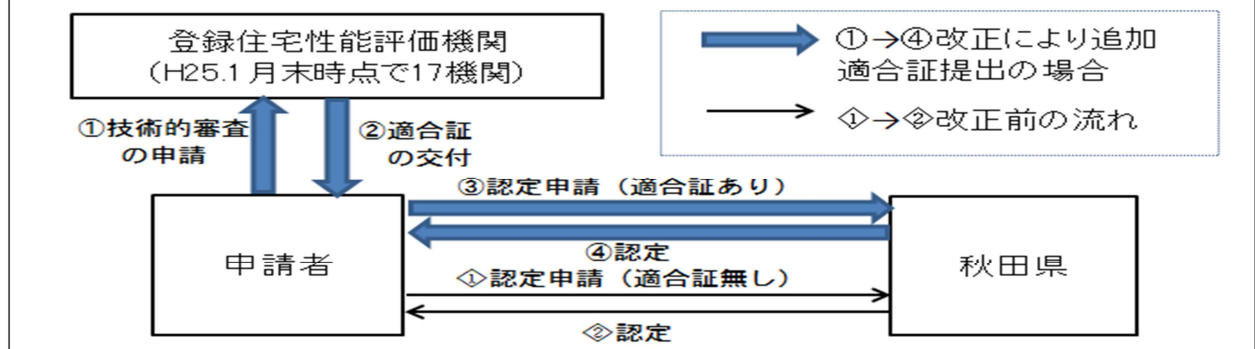 登録住宅性能評価機関
（H25.1月末時点で17機関）
①→④改正により追加
適合証提出の場合
①→②改正前の流れ
①技術的審査
の申請
②適合証
の交付
③認定申請（適合証あり）
④認定
①認定申請（適合証無し）
②認定
申請者
秋田県